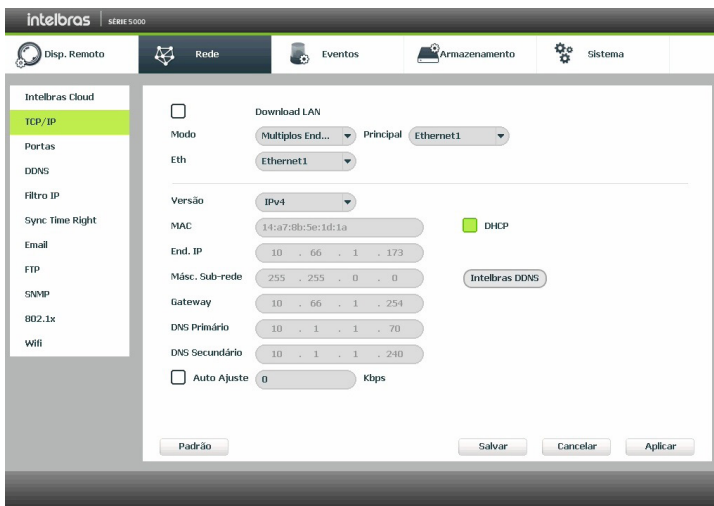 intelbras SÉRIE 5000
Disp. Remoto Rede Eventos Armazenamento Sistema
Intelbras Cloud
TCP/IP
Portas
DDNS
Filtro IP
Sync Time Right
Email
FTP
SNMP
802.1x
Wifi
Download LAN
Modo Multiplos End... Principal Ethernet1
Eth Ethernet1
Versão IPv4
MAC 14:a7:8b:5e:1d:1a DHCP
End. IP 10 . 66 . 1 . 173
Másc. Sub-rede 255 . 255 . 0 . 0 Intelbras DDNS
Gateway 10 . 66 . 1 . 254
DNS Primário 10 . 1 . 1 . 70
DNS Secundário 10 . 1 . 1 . 240
Auto Ajuste 0 Kbps
Padrão Salvar Cancelar Aplicar